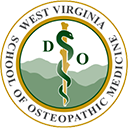 WEST VIRGINIA
D O
SCHOOL OF OSTEOPATHIC MEDICINE